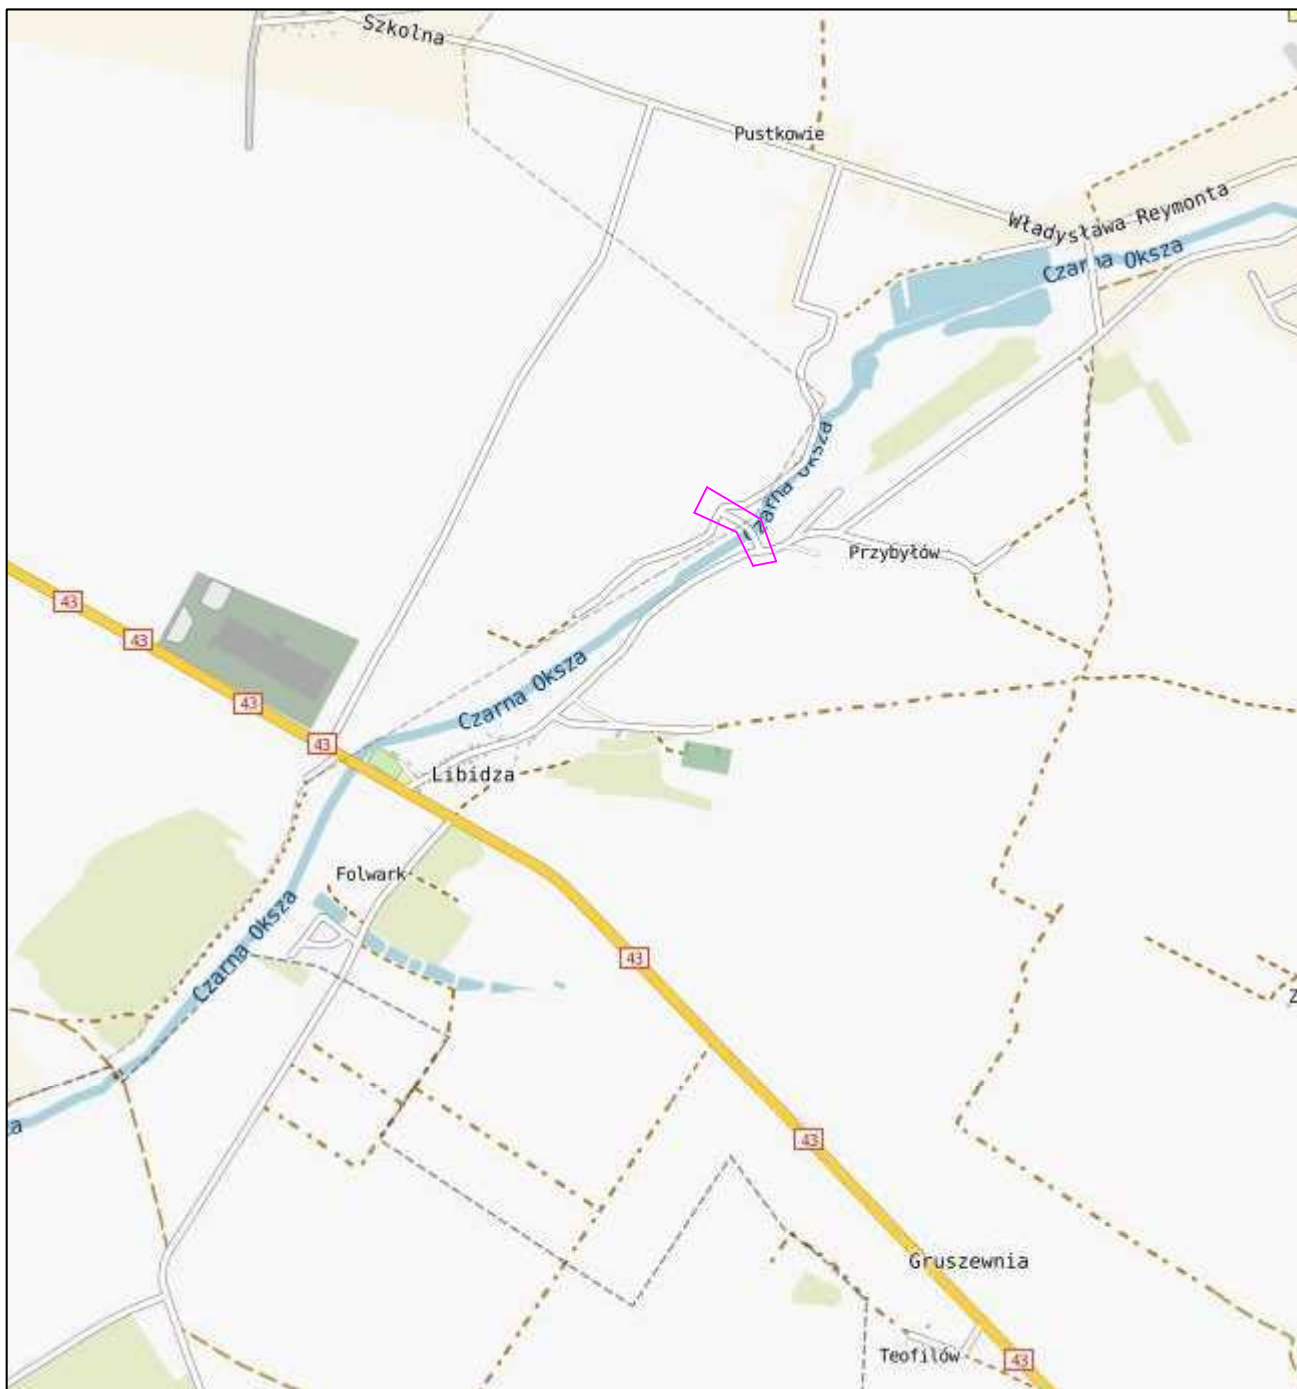 Szkolna
Pustkowie
Władysława Reymonta
Czarna Oksza
Czarna Oksza
Przybyłów
43
43
43
43
Czarna Oksza
Libidza
Folwark
Czarna Oksza
43
Z
a
43
Gruszewnia
Teofilów
43